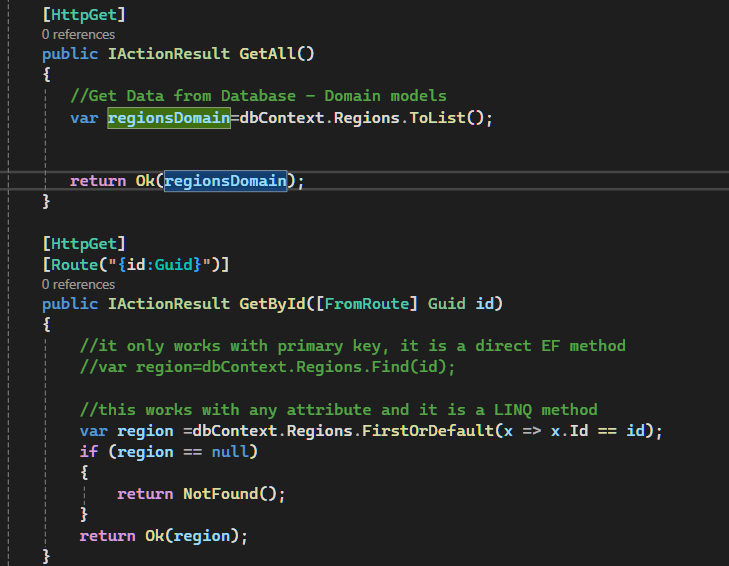 [HttpGet]
0 references
public IActionResult GetAll()
{
//Get Data from Database - Domain models
var regionsDomain=dbContext.Regions.ToList();
return Ok(regionsDomain);
}
[HttpGet]
[Route("{id:Guid}")]
0 references
public IActionResult GetById([FromRoute] Guid id)
{
//it only works with primary key, it is a direct EF method
//var region=dbContext.Regions.Find(id);
//this works with any attribute and it is a LINQ method
var region =dbContext.Regions.FirstOrDefault(x => x.Id == id);
if (region == null)
{
return NotFound();
}
return Ok(region);
}